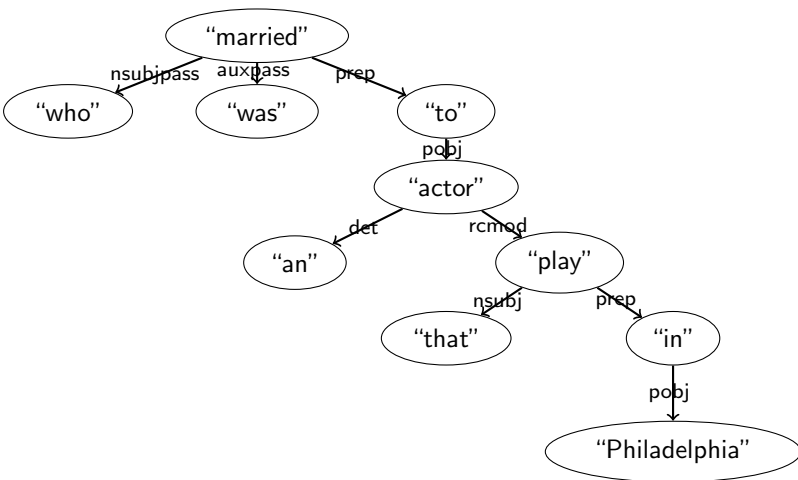 “married”
nsubjpass auxpass prep
“who” “was” “to”
pobj
“actor”
det rcmod
“an” “play”
nsubj prep
“that” “in”
pobj
“Philadelphia”